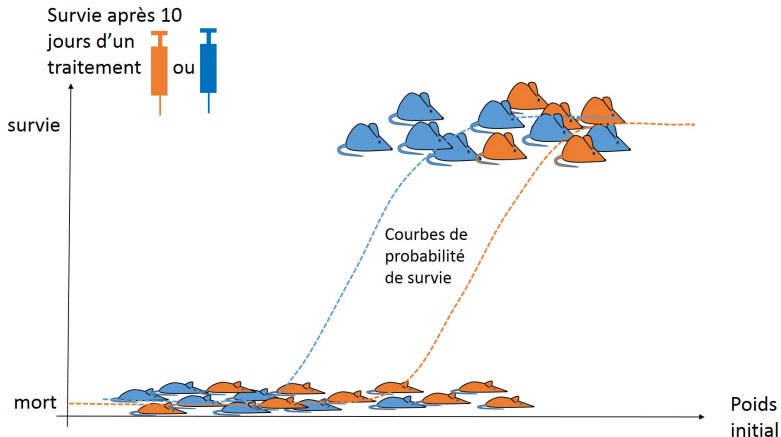 Survie après 10
jours d'un
traitement ou
survie
Courbes de
probabilité
de survie
mort
Poids
initial